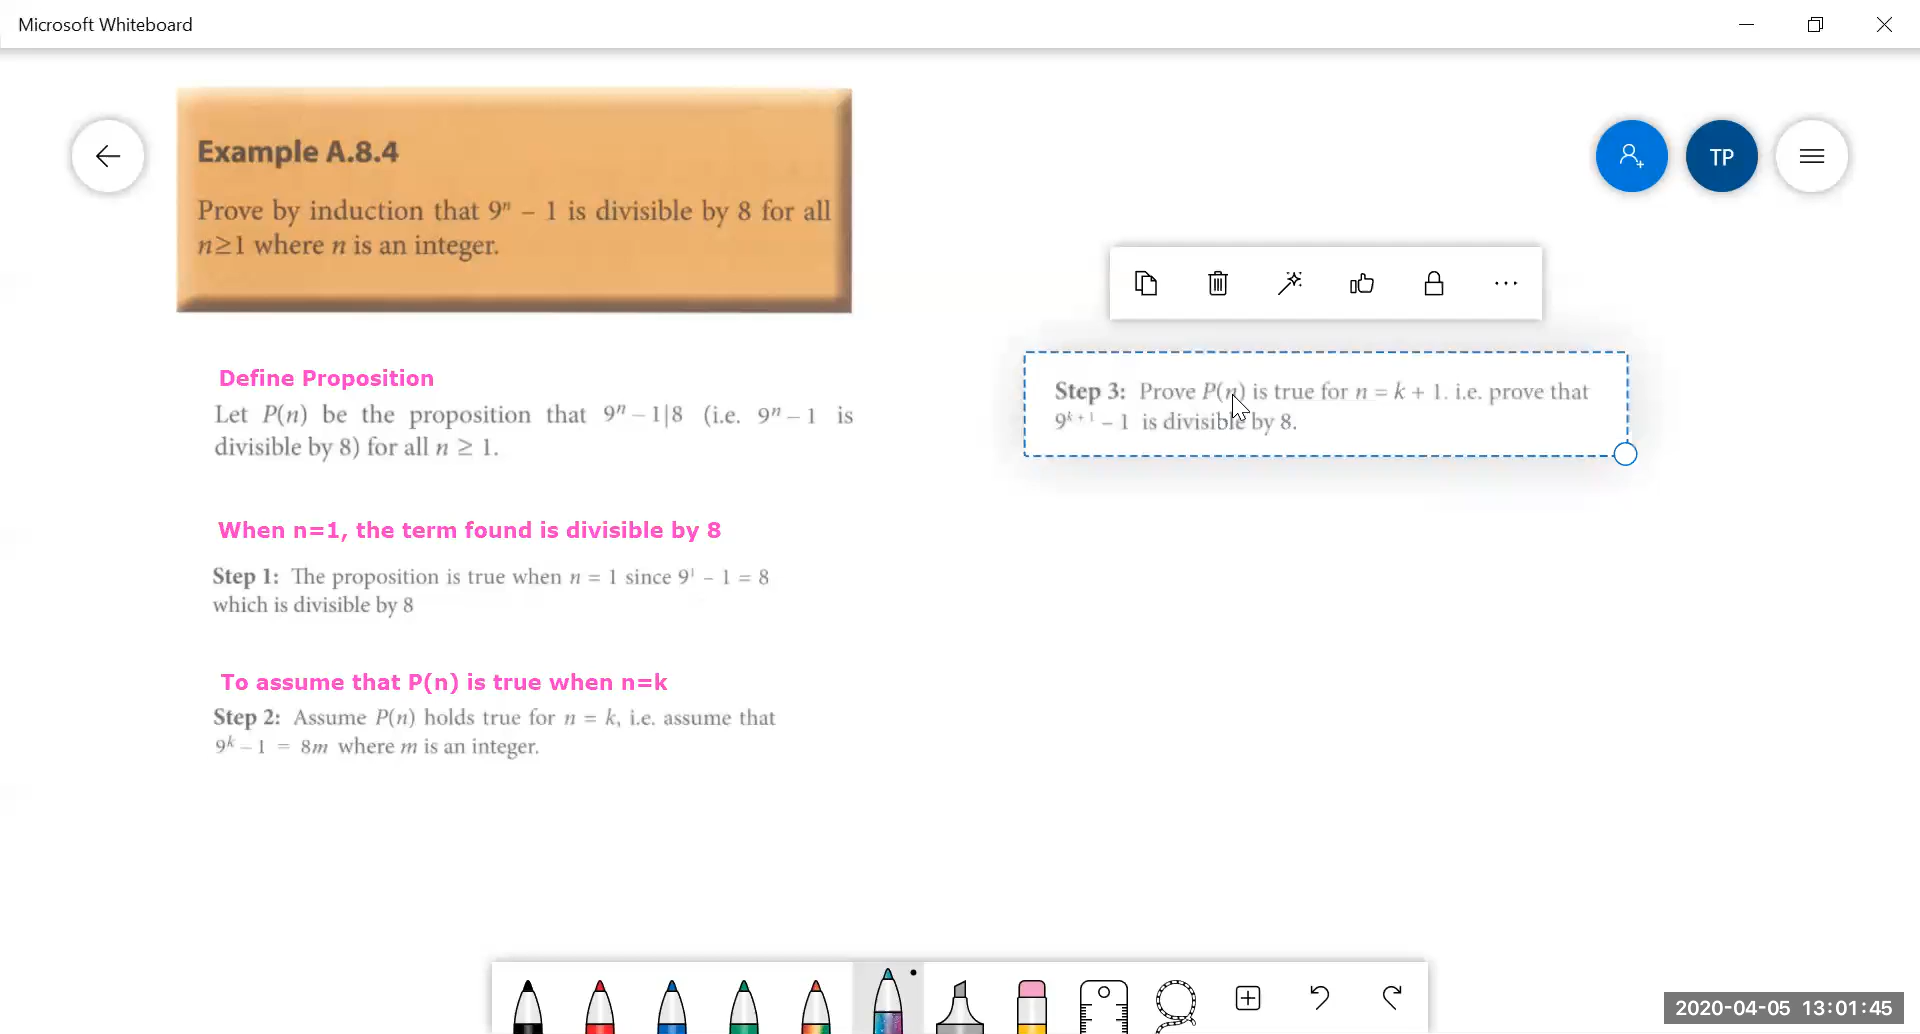 Microsoft Whiteboard
Example A.8.4
Prove by induction that 9ⁿ – 1 is divisible by 8 for all
n≥1 where n is an integer.
TP
Define Proposition
Let P(n) be the proposition that 9ⁿ – 1|8 (i.e. 9ⁿ – 1 is
divisible by 8) for all n ≥ 1.
When n=1, the term found is divisible by 8
Step 1: The proposition is true when n = 1 since 9¹ – 1 = 8
which is divisible by 8
To assume that P(n) is true when n=k
Step 2: Assume P(n) holds true for n = k, i.e. assume that
9ᵏ – 1 = 8m where m is an integer.
Step 3: Prove P(n) is true for n = k + 1. i.e. prove that
9ᵏ⁺¹ – 1 is divisible by 8.
2020-04-05 13:01:45